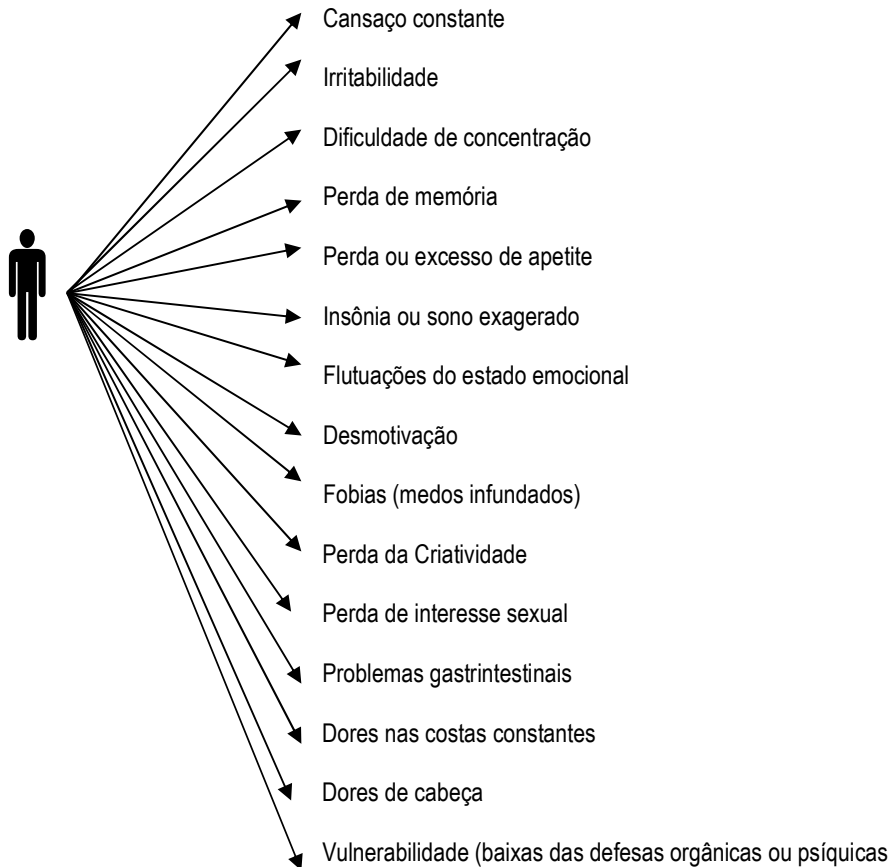 Cansaço constante
Irritabilidade
Dificuldade de concentração
Perda de memória
Perda ou excesso de apetite
Insônia ou sono exagerado
Flutuações do estado emocional
Desmotivação
Fobias (medos infundados)
Perda da Criatividade
Perda de interesse sexual
Problemas gastrintestinais
Dores nas costas constantes
Dores de cabeça
Vulnerabilidade (baixas das defesas orgânicas ou psíquicas